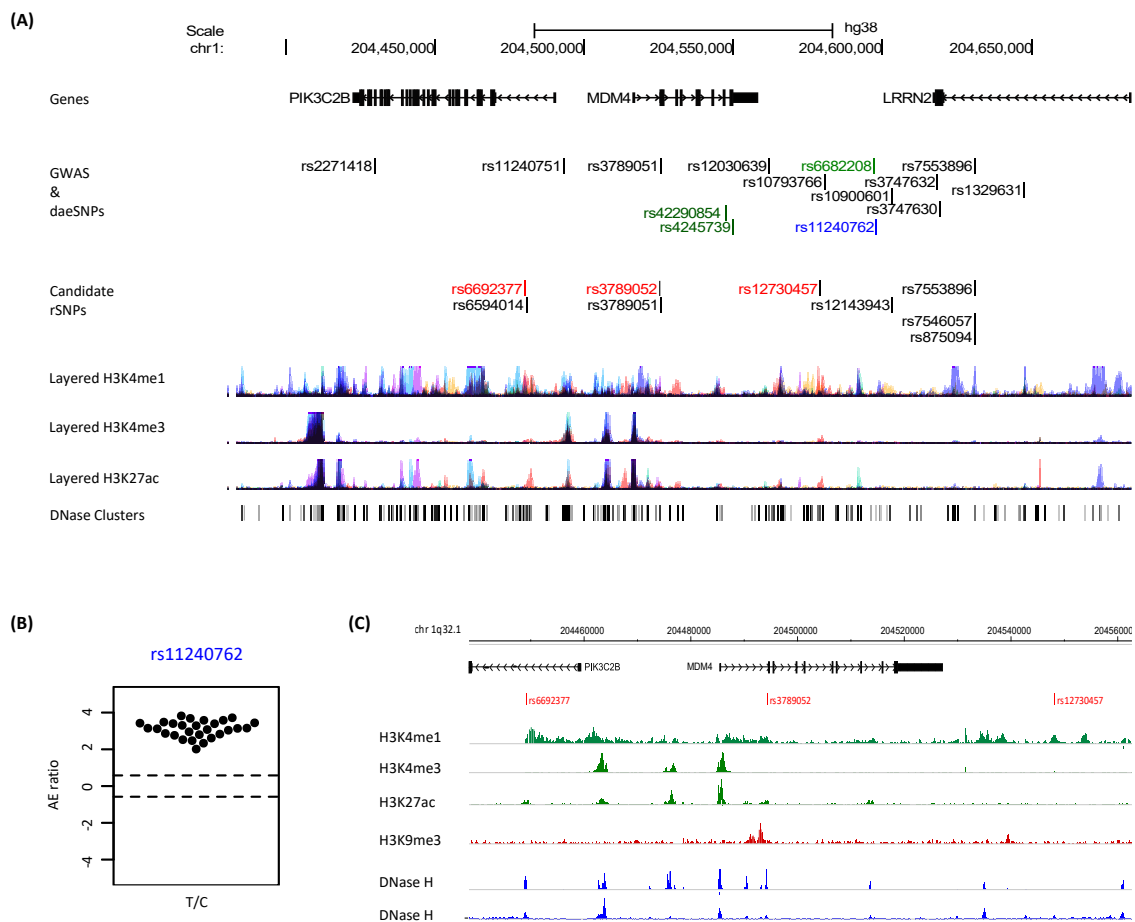 (A)
Scale
hg38
chr1:
204,450,000
204,500,000
204,550,000
204,600,000
204,650,000
Genes
PIK3C2B
MDM4
LRRN2
GWAS
&
daeSNPs
rs2271418
rs11240751
rs3789051
rs12030639
rs6682208
rs7553896
rs10793766
rs3747632
rs1329631
rs10900601
rs3747630
rs42290854
rs4245739
rs11240762
Candidate
rSNPs
rs6692377
rs3789052
rs12730457
rs7553896
rs6594014
rs3789051
rs12143943
rs7546057
rs875094
Layered H3K4me1
Layered H3K4me3
Layered H3K27ac
DNase Clusters
(B)
rs11240762
AE ratio
4
2
0
-2
-4
T/C
(C)
chr 1q32.1
204460000
204480000
204500000
204520000
204540000
20456000
PIK3C2B
MDM4
rs6692377
rs3789052
rs12730457
H3K4me1
H3K4me3
H3K27ac
H3K9me3
DNase H
DNase H